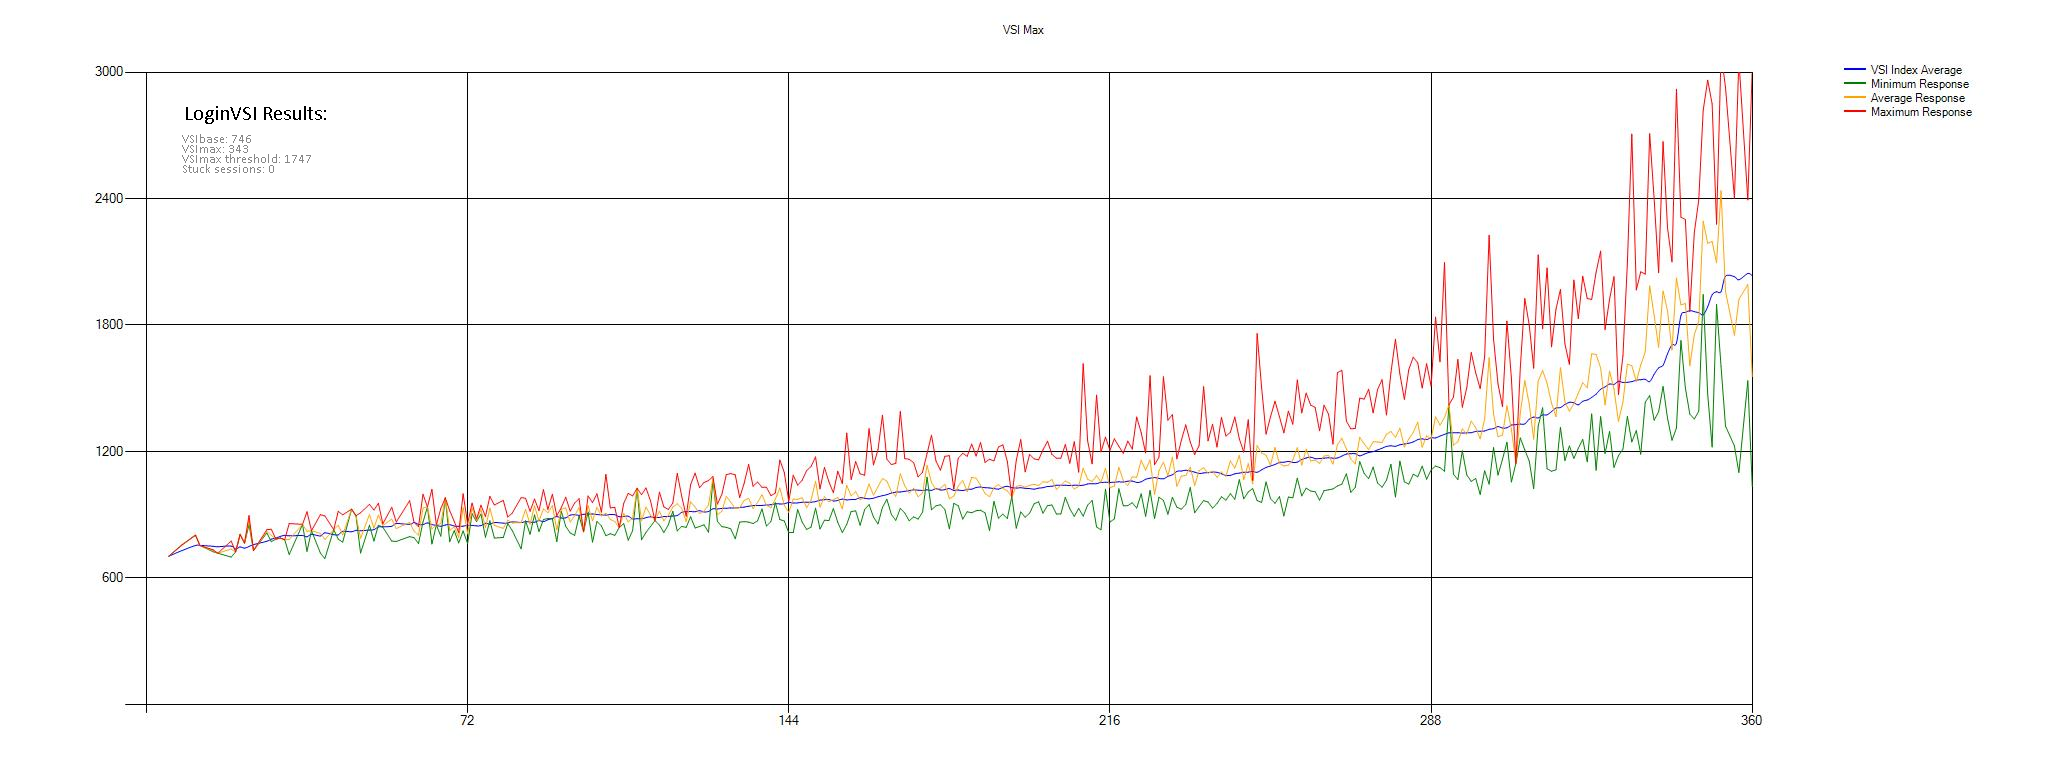 VSI Max
3000
2400
1800
1200
600
LoginVSI Results:
VSIbase: 746
VSImax: 343
VSImax threshold: 1747
Stuck sessions: 0
VSI Index Average
Minimum Response
Average Response
Maximum Response
72
144
216
288
360